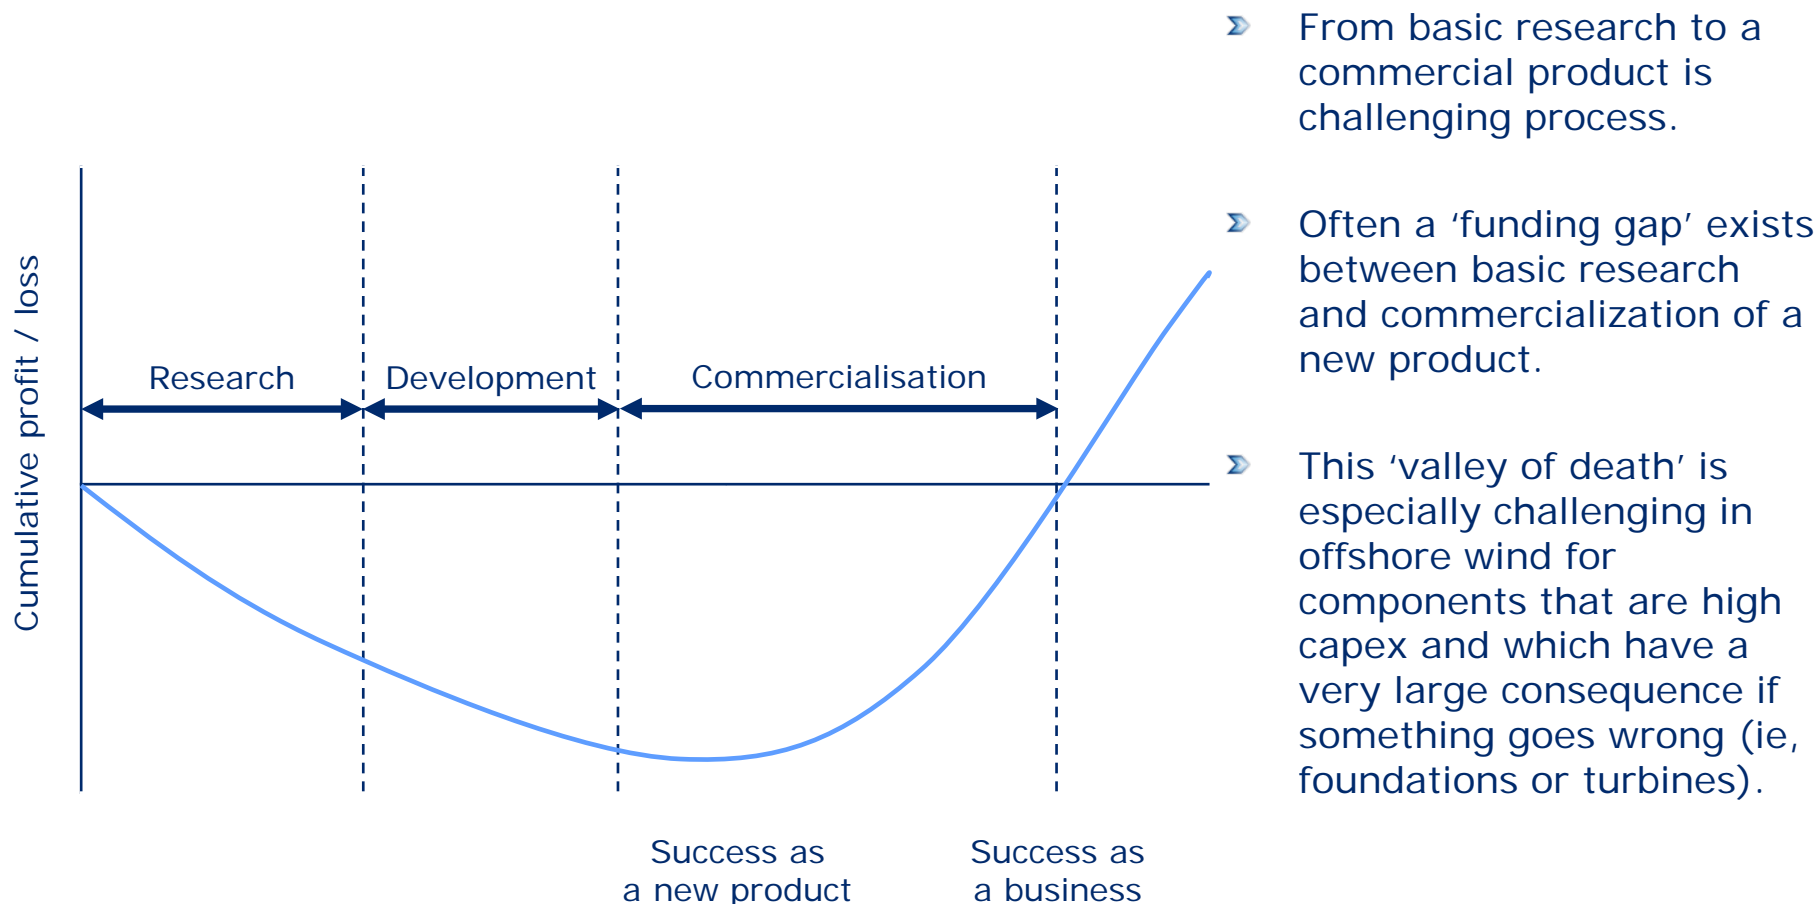 From basic research to a
commercial product is
challenging process.
Often a ‘funding gap’ exists
between basic research
and commercialization of a
new product.
This ‘valley of death’ is
especially challenging in
offshore wind for
components that are high
capex and which have a
very large consequence if
something goes wrong (ie,
foundations or turbines).
Cumulative profit / loss
Research
Development
Commercialisation
Success as
a new product
Success as
a business